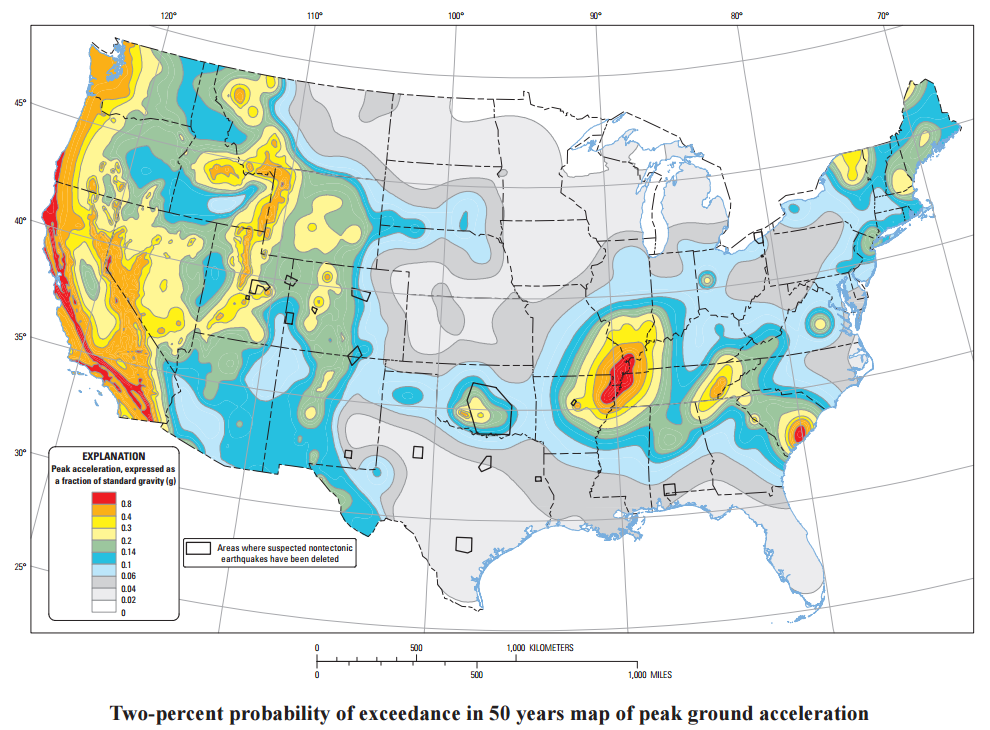 120°
110°
100°
90°
80°
70°
45°
40°
35°
30°
25°
EXPLANATION
Peak acceleration, expressed as
a fraction of standard gravity (g)
0.8
0.4
0.3
0.2
0.14
0.1
0.06
0.04
0.02
0
Areas where suspected nontectonic
earthquakes have been deleted
0 500 1,000 KILOMETERS
0 500 1,000 MILES
Two-percent probability of exceedance in 50 years map of peak ground acceleration